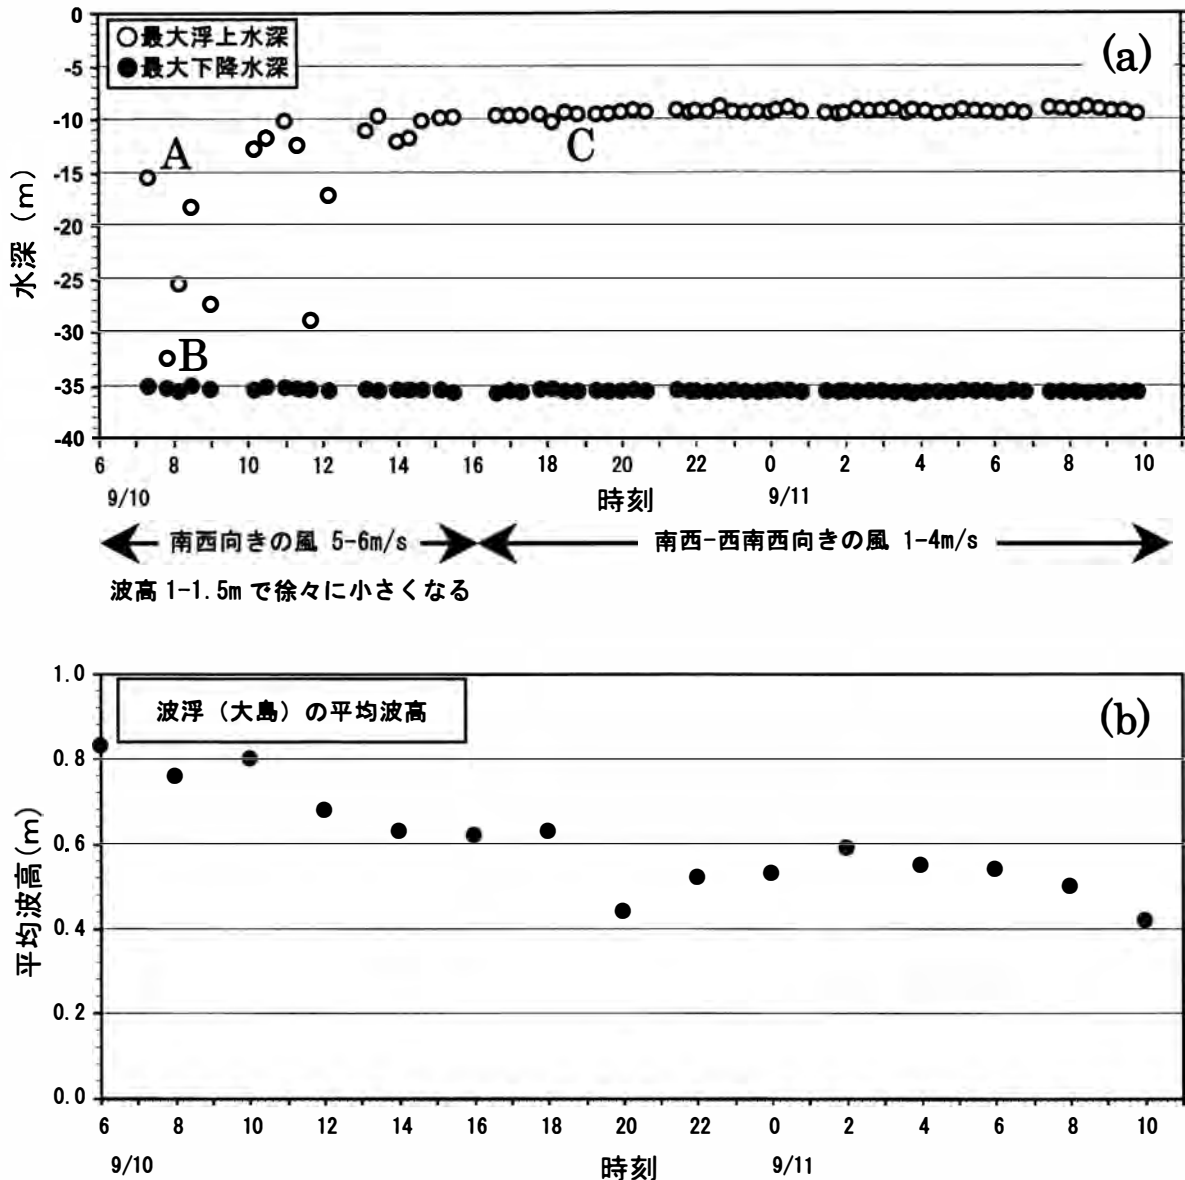 0
-5
-10
-15
-20
-25
-30
-35
-40
水深 (m)
○最大浮上水深
●最大下降水深
(a)
A
B
C
6 8 10 12 14 16 18 20 22 0 2 4 6 8 10
9/10 時刻 9/11
南西向きの風 5-6m/s 南西-西南西向きの風 1-4m/s
波高 1-1.5m で徐々に小さくなる
1.0
0.8
0.6
0.4
0.2
0.0
平均波高(m)
波浮(大島)の平均波高
(b)
6 8 10 12 14 16 18 20 22 0 2 4 6 8 10
9/10 時刻 9/11